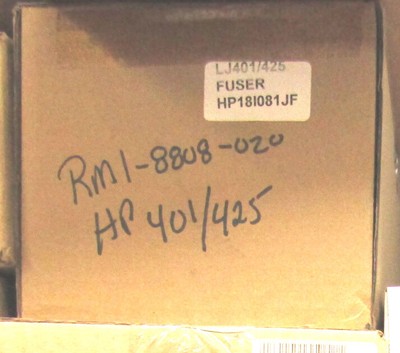 LJ401/425
FUSER
HP18I081JF
RM1-8808-020
HP 401/425